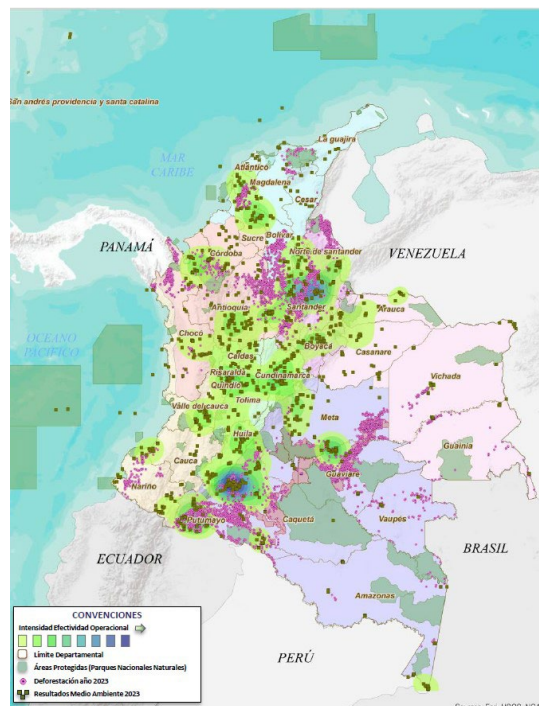 San andrés providencia y santa catalina
La guajira
MAR
CARIBE
Atlántico
Magdalena
Cesar
PANAMÁ
Sucre
Bolívar
Córdoba
Norte de santander
VENEZUELA
Antioquia
Santander
Arauca
OCEANO
PACIFICO
Chocó
Boyacá
Caldas
Casanare
Risaralda
Cundinamarca
Vichada
Quindío
Tolima
Valle del cauca
Meta
Huila
Guainía
Cauca
Guaviare
Nariño
Putumayo
Caquetá
Vaupés
ECUADOR
BRASIL
Amazonas
PERÚ
CONVENCIONES
Intensidad Efectividad Operacional
Límite Departamental
Áreas Protegidas (Parques Nacionales Naturales)
Deforestación año 2023
Resultados Medio Ambiente 2023